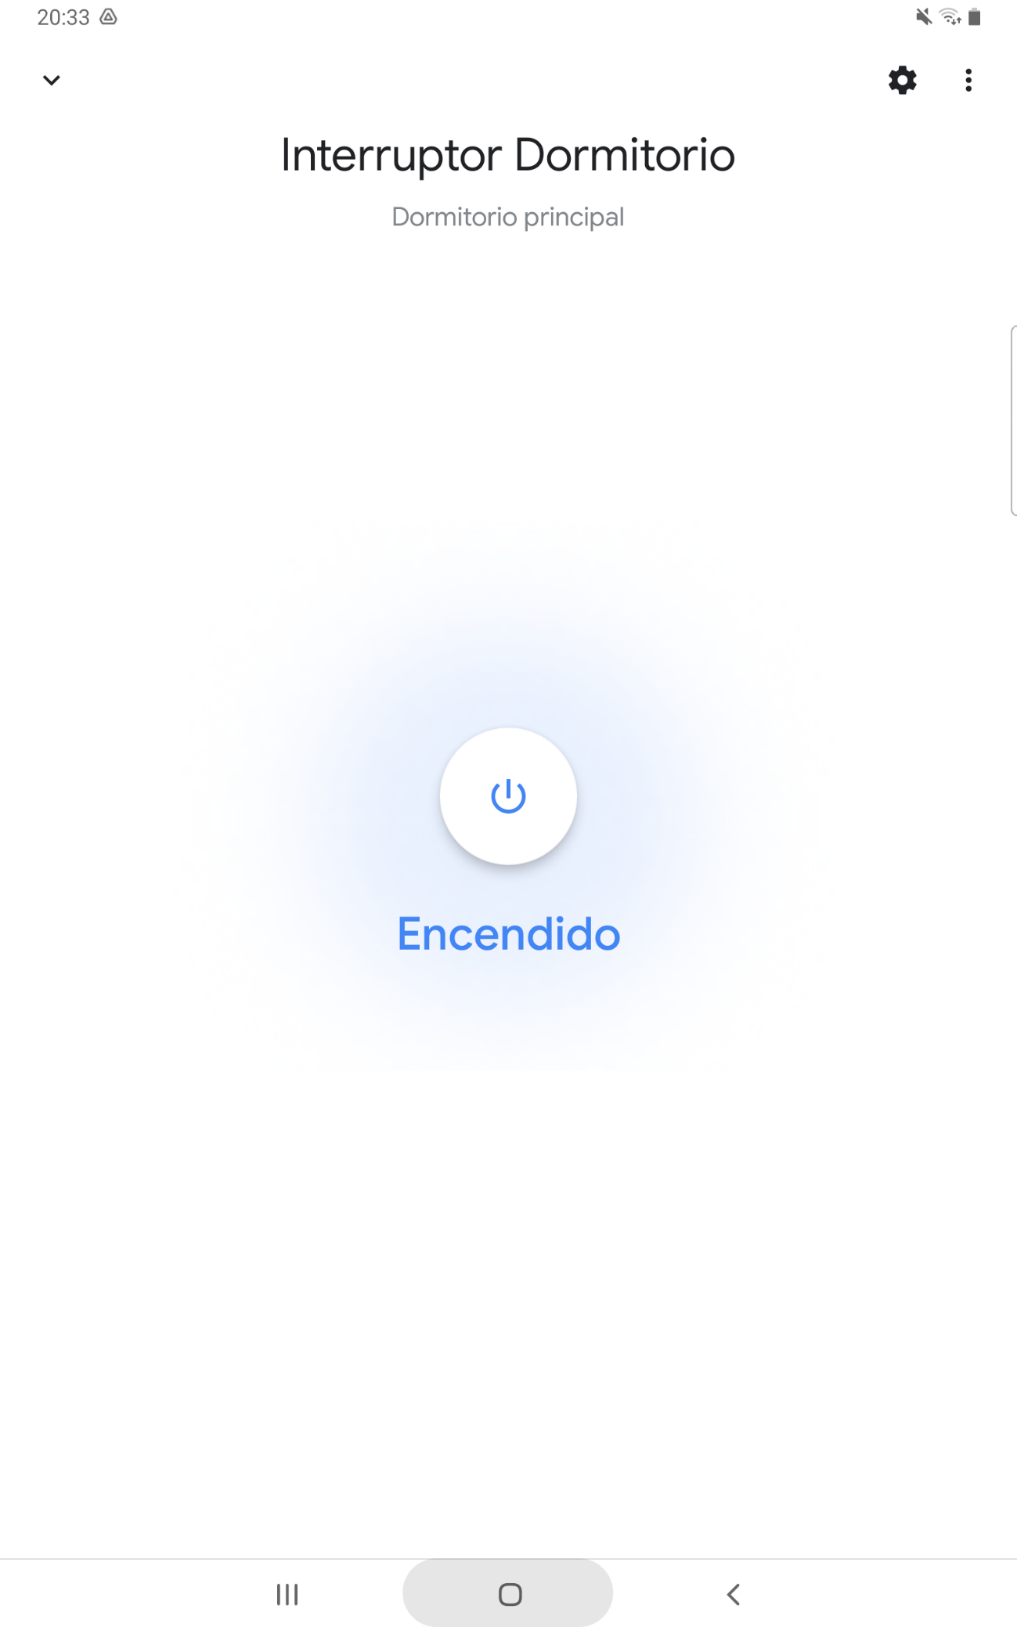 20:33
Interruptor Dormitorio
Dormitorio principal
Encendido